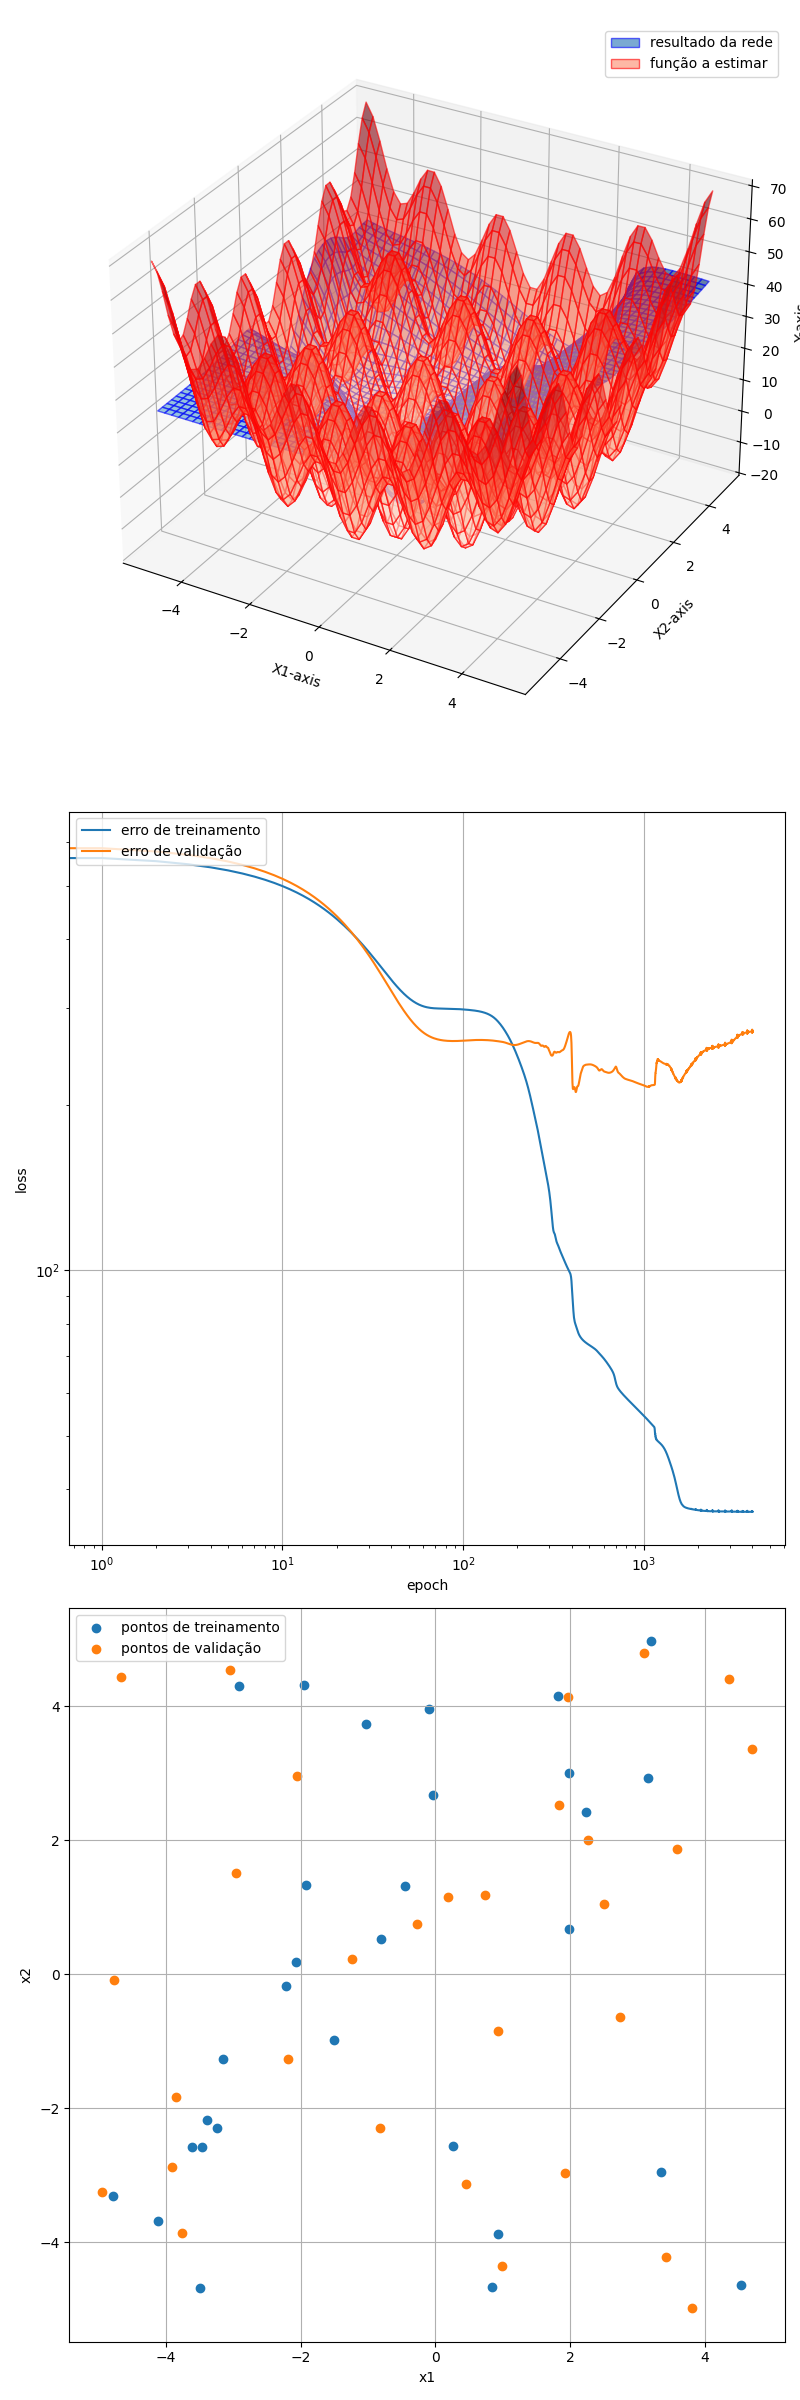 resultado da rede
função a estimar
70
60
50
40
30
20
10
0
−10
−20
4
2
0
−2
−4
X2-axis
−4
−2
0
2
4
X1-axis
erro de treinamento
erro de validação
loss
10²
10⁰ 10¹ 10² 10³
epoch
pontos de treinamento
pontos de validação
4
2
0
−2
−4
x2
−4 −2 0 2 4
x1